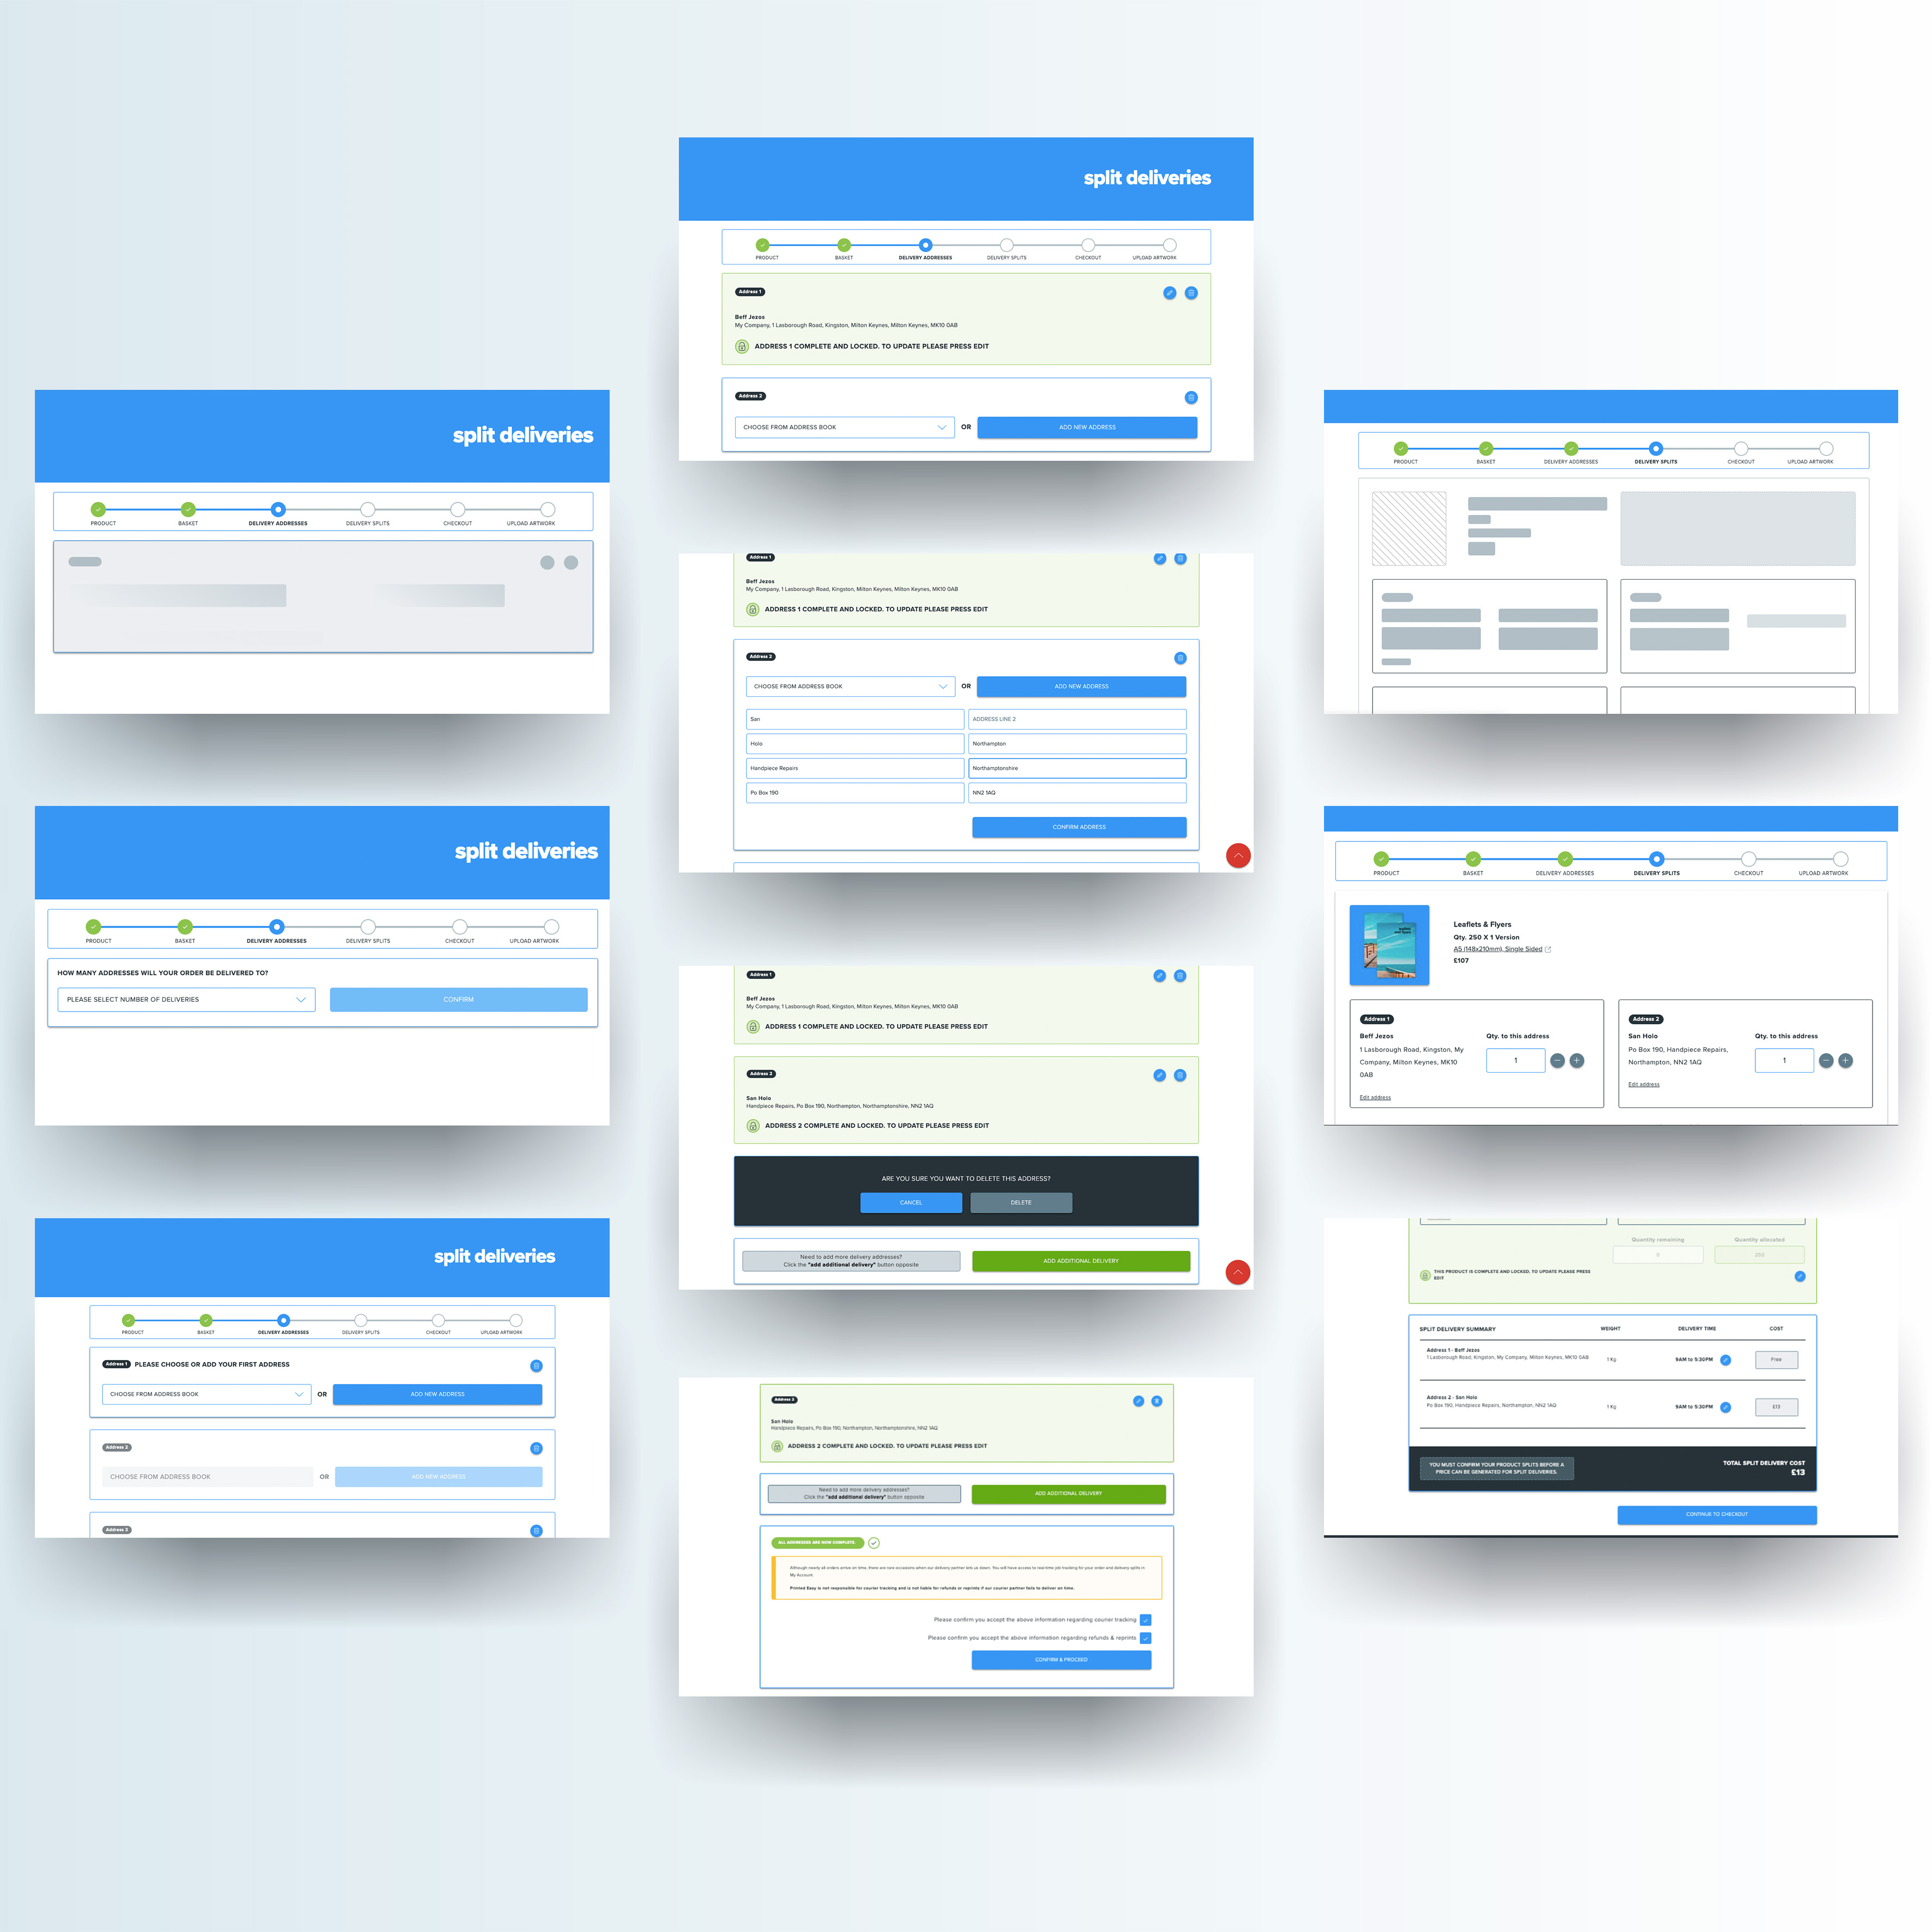 split deliveries
PRODUCT BASKET DELIVERY ADDRESSES DELIVERY SPLITS CHECKOUT UPLOAD ARTWORK
split deliveries
PRODUCT BASKET DELIVERY ADDRESSES DELIVERY SPLITS CHECKOUT UPLOAD ARTWORK
HOW MANY ADDRESSES WILL YOUR ORDER BE DELIVERED TO?
PLEASE SELECT NUMBER OF DELIVERIES CONFIRM
split deliveries
PRODUCT BASKET DELIVERY ADDRESSES DELIVERY SPLITS CHECKOUT UPLOAD ARTWORK
Address 1 PLEASE CHOOSE OR ADD YOUR FIRST ADDRESS
CHOOSE FROM ADDRESS BOOK OR ADD NEW ADDRESS
Address 2
CHOOSE FROM ADDRESS BOOK OR ADD NEW ADDRESS
Address 3
split deliveries
PRODUCT BASKET DELIVERY ADDRESSES DELIVERY SPLITS CHECKOUT UPLOAD ARTWORK
Address 1
Beff Jezos
My Company, 1 Lasborough Road, Kingston, Milton Keynes, Milton Keynes, MK10 0AB
ADDRESS 1 COMPLETE AND LOCKED. TO UPDATE PLEASE PRESS EDIT
Address 2
CHOOSE FROM ADDRESS BOOK OR ADD NEW ADDRESS
Address 1
Beff Jezos
My Company, 1 Lasborough Road, Kingston, Milton Keynes, Milton Keynes, MK10 0AB
ADDRESS 1 COMPLETE AND LOCKED. TO UPDATE PLEASE PRESS EDIT
Address 2
CHOOSE FROM ADDRESS BOOK OR ADD NEW ADDRESS
San ADDRESS LINE 2
Holo Northampton
Handpiece Repairs Northamptonshire
Po Box 190 NN2 1AQ
CONFIRM ADDRESS
Address 1
Beff Jezos
My Company, 1 Lasborough Road, Kingston, Milton Keynes, Milton Keynes, MK10 0AB
ADDRESS 1 COMPLETE AND LOCKED. TO UPDATE PLEASE PRESS EDIT
Address 2
San Holo
Handpiece Repairs, Po Box 190, Northampton, Northamptonshire, NN2 1AQ
ADDRESS 2 COMPLETE AND LOCKED. TO UPDATE PLEASE PRESS EDIT
ARE YOU SURE YOU WANT TO DELETE THIS ADDRESS?
CANCEL DELETE
Need to add more delivery addresses?
Click the "add additional delivery" button opposite
ADD ADDITIONAL DELIVERY
Address 2
San Holo
Handpiece Repairs, Po Box 190, Northampton, Northamptonshire, NN2 1AQ
ADDRESS 2 COMPLETE AND LOCKED. TO UPDATE PLEASE PRESS EDIT
Need to add more delivery addresses?
Click the "add additional delivery" button opposite
ADD ADDITIONAL DELIVERY
ALL ADDRESSES ARE NOW COMPLETE.
Although nearly all orders arrive on time, there are rare occasions when our delivery partner lets us down. You will have access to real-time job tracking for your order and delivery splits in
My Account.
Printed Easy is not responsible for courier tracking and is not liable for refunds or reprints if our courier partner fails to deliver on time.
Please confirm you accept the above information regarding courier tracking
Please confirm you accept the above information regarding refunds & reprints
CONFIRM & PROCEED
PRODUCT BASKET DELIVERY ADDRESSES DELIVERY SPLITS CHECKOUT UPLOAD ARTWORK
PRODUCT BASKET DELIVERY ADDRESSES DELIVERY SPLITS CHECKOUT UPLOAD ARTWORK
Leaflets & Flyers
Qty. 250 X 1 Version
A5 (148x210mm), Single Sided
£107
Address 1
Beff Jezos Qty. to this address
1 Lasborough Road, Kingston, My
Company, Milton Keynes, MK10
0AB
1
Edit address
Address 2
San Holo Qty. to this address
Po Box 190, Handpiece Repairs,
Northampton, NN2 1AQ
1
Edit address
Quantity remaining Quantity allocated
0 250
THIS PRODUCT IS COMPLETE AND LOCKED. TO UPDATE PLEASE PRESS
EDIT
SPLIT DELIVERY SUMMARY WEIGHT DELIVERY TIME COST
Address 1 - Beff Jezos
1 Lasborough Road, Kingston, My Company, Milton Keynes, MK10 0AB 1 Kg 9AM to 5:30PM Free
Address 2 - San Holo
Po Box 190, Handpiece Repairs, Northampton, NN2 1AQ 1 Kg 9AM to 5:30PM £13
YOU MUST CONFIRM YOUR PRODUCT SPLITS BEFORE A
PRICE CAN BE GENERATED FOR SPLIT DELIVERIES.
TOTAL SPLIT DELIVERY COST
£13
CONTINUE TO CHECKOUT